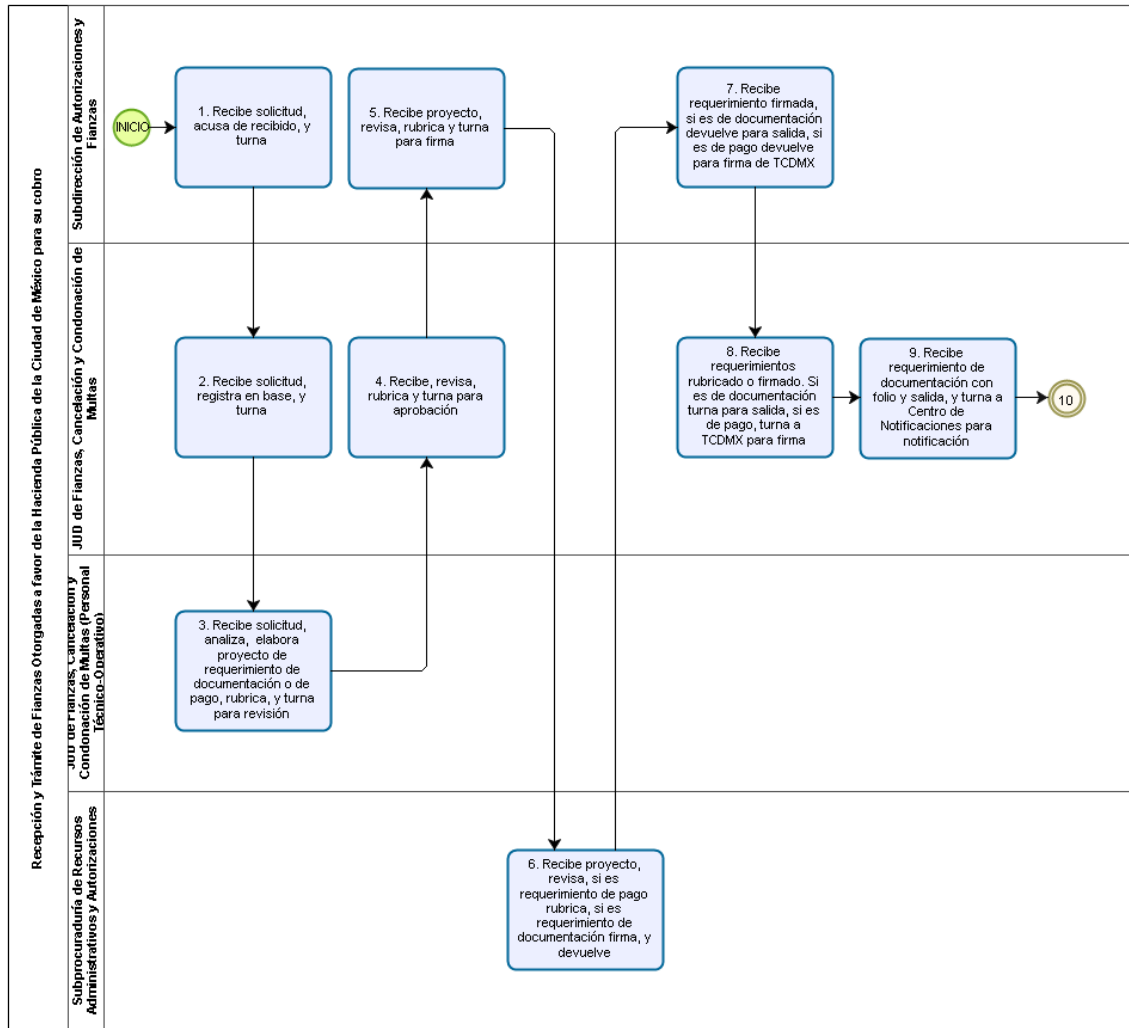 Recepción y Trámite de Fianzas Otorgadas a favor de la Hacienda Pública de la Ciudad de México para su cobro
Subdirección de Autorizaciones y
Fianzas
INICIO
1. Recibe solicitud,
acusa de recibido, y
turna
5. Recibe proyecto,
revisa, rubrica y turna
para firma
7. Recibe
requerimiento firmada,
si es de documentación
devuelve para salida, si
es de pago devuelve
para firma de TCDMX
JUD de Fianzas, Cancelación y Condonación de
Multas
2. Recibe solicitud,
registra en base, y
turna
4. Recibe, revisa,
rubrica y turna para
aprobación
8. Recibe
requerimientos
rubricado o firmado. Si
es de documentación
turna para salida, si es
de pago, turna a
TCDMX para firma
9. Recibe
requerimiento de
documentación con
folio y salida, y turna a
Centro de
Notificaciones para
notificación
10
JUD de Fianzas, Cancelación y
Condonación de Multas (Personal
Técnico-Operativo)
3. Recibe solicitud,
analiza, elabora
proyecto de
requerimiento de
documentación o de
pago, rubrica, y turna
para revisión
Subprocuraduría de Recursos
Administrativos y Autorizaciones
6. Recibe proyecto,
revisa, si es
requerimiento de pago
rubrica, si es
requerimiento de
documentación firma, y
devuelve